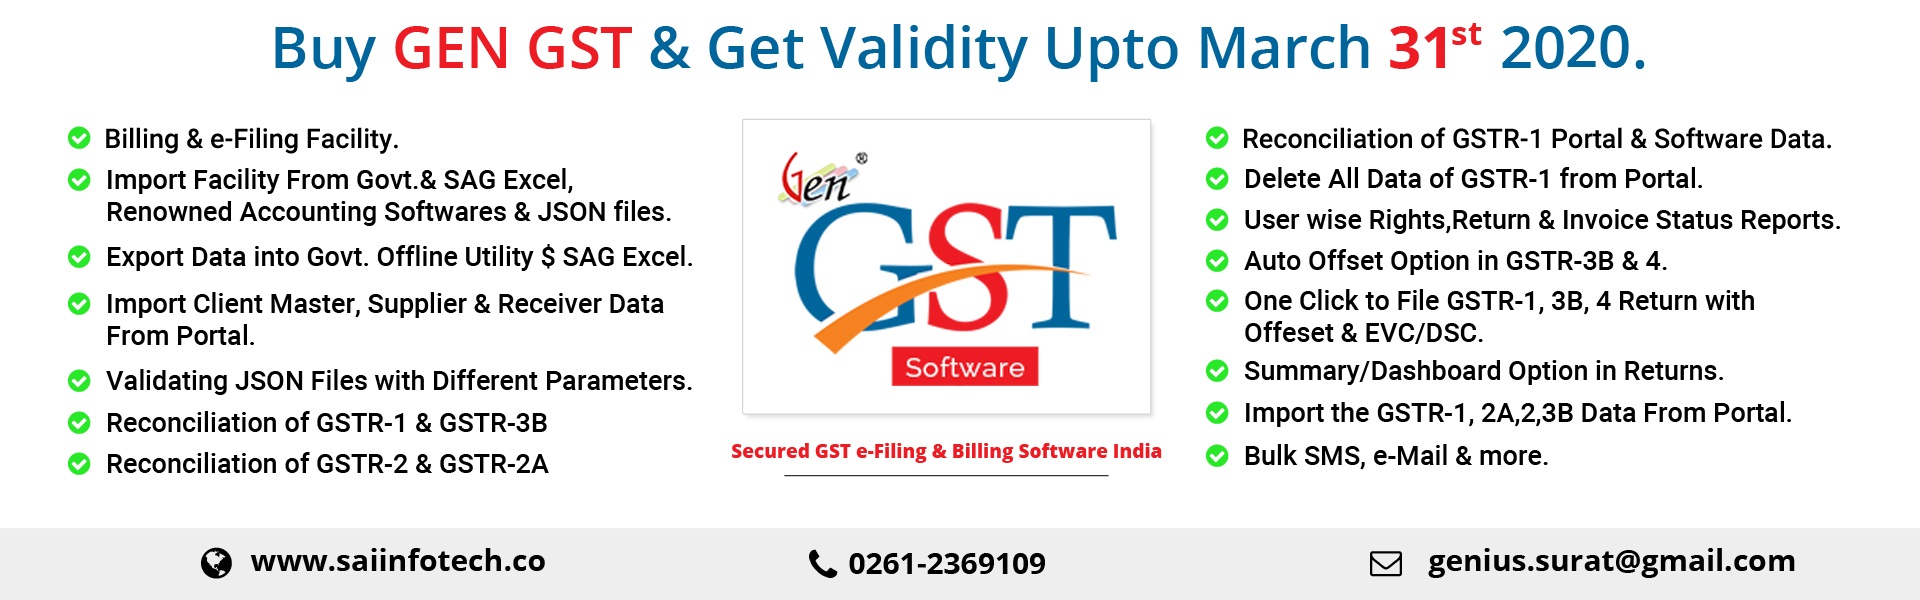 Buy GEN GST & Get Validity Upto March 31st 2020.
Billing & e-Filing Facility.
Import Facility From Govt.& SAG Excel,
Renowned Accounting Softwares & JSON files.
Export Data into Govt. Offline Utility $ SAG Excel.
Import Client Master, Supplier & Receiver Data
From Portal.
Validating JSON Files with Different Parameters.
Reconciliation of GSTR-1 & GSTR-3B
Reconciliation of GSTR-2 & GSTR-2A
Gen ®
GST
Software
Secured GST e-Filing & Billing Software India
Reconciliation of GSTR-1 Portal & Software Data.
Delete All Data of GSTR-1 from Portal.
User wise Rights,Return & Invoice Status Reports.
Auto Offset Option in GSTR-3B & 4.
One Click to File GSTR-1, 3B, 4 Return with
Offeset & EVC/DSC.
Summary/Dashboard Option in Returns.
Import the GSTR-1, 2A,2,3B Data From Portal.
Bulk SMS, e-Mail & more.
www.saiinfotech.co
0261-2369109
genius.surat@gmail.com